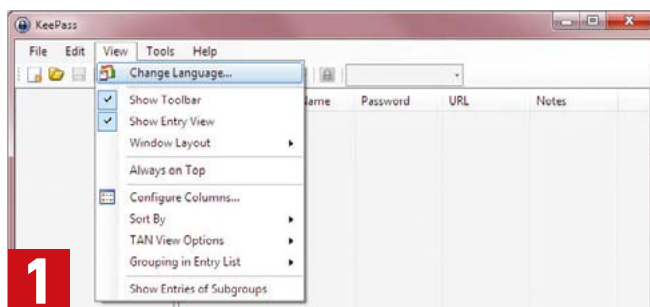 KeePass
File Edit View Tools Help
Change Language...
Show Toolbar
Name Password URL Notes
Show Entry View
Window Layout
Always on Top
Configure Columns...
Sort By
TAN View Options
Grouping in Entry List
Show Entries of Subgroups
1